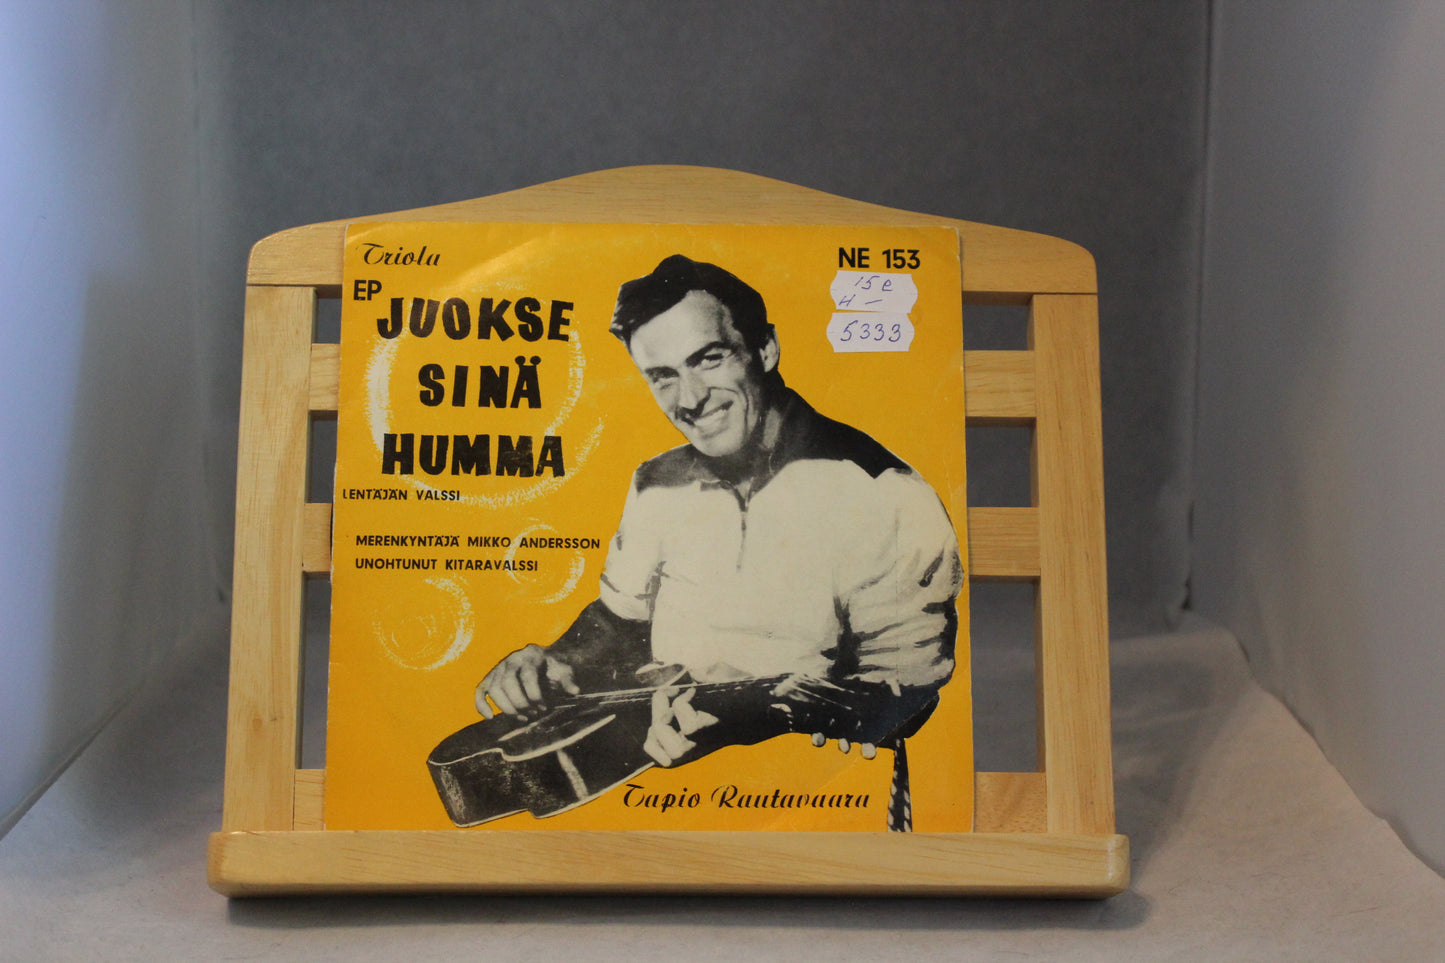 Triola
NE 153
EP
JUOKSE
SINÄ
HUMMA
15 e
H –
5333
LENTÄJÄN VALSSI
MERENKYNTÄJÄ MIKKO ANDERSSON
UNOHTUNUT KITARAVALSSI
Tapio Rautavaara